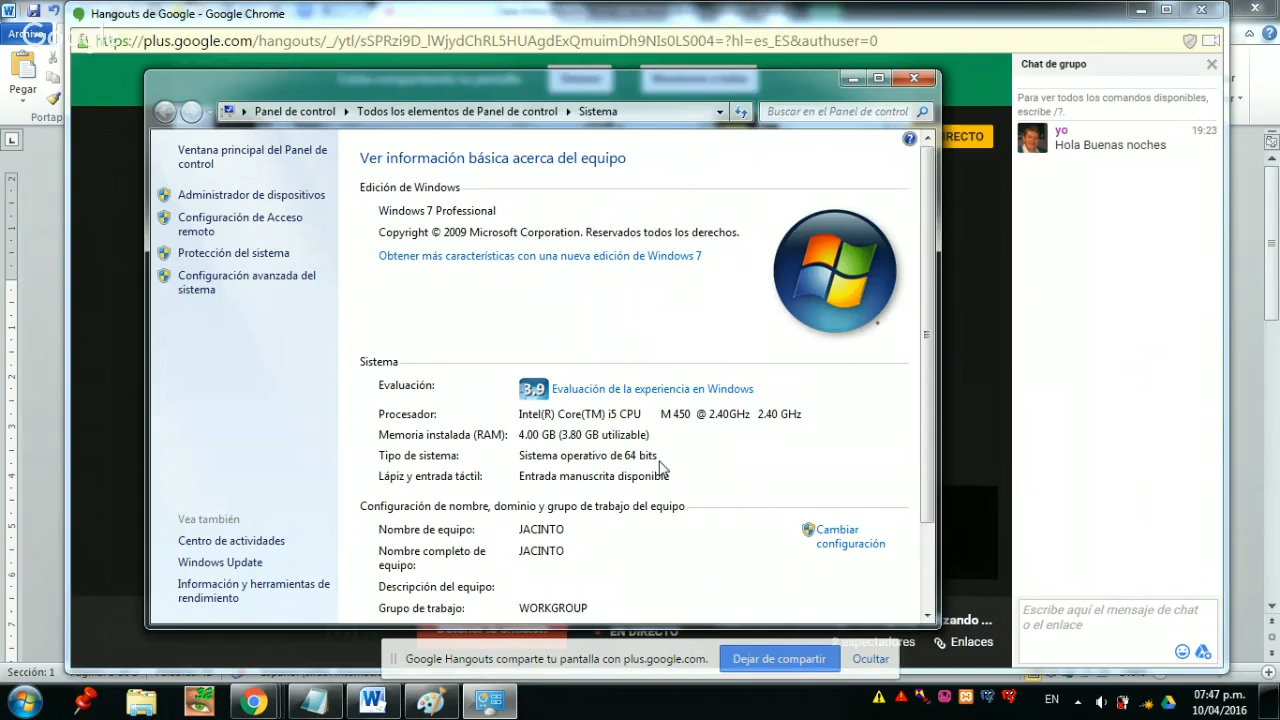 Hangouts de Google - Google Chrome
Archivo
https://plus.google.com/hangouts/_/ytl/sSPRzi9D_lWjydChRL5HUAgdExQmuimDh9NIs0LS004=?hl=es_ES&authuser=0
Pegar
Portap
Panel de control
Todos los elementos de Panel de control
Sistema
Buscar en el Panel de control
Ventana principal del Panel de
control
Administrador de dispositivos
Configuración de Acceso
remoto
Protección del sistema
Configuración avanzada del
sistema
Vea también
Centro de actividades
Windows Update
Información y herramientas de
rendimiento
Ver información básica acerca del equipo
Edición de Windows
Windows 7 Professional
Copyright © 2009 Microsoft Corporation. Reservados todos los derechos.
Obtener más características con una nueva edición de Windows 7
Sistema
Evaluación: 3,9 Evaluación de la experiencia en Windows
Procesador: Intel(R) Core(TM) i5 CPU M 450 @ 2.40GHz 2.40 GHz
Memoria instalada (RAM): 4.00 GB (3.80 GB utilizable)
Tipo de sistema: Sistema operativo de 64 bits
Lápiz y entrada táctil: Entrada manuscrita disponible
Configuración de nombre, dominio y grupo de trabajo del equipo
Nombre de equipo: JACINTO
Nombre completo de JACINTO
equipo:
Descripción del equipo:
Grupo de trabajo: WORKGROUP
Cambiar
configuración
Chat de grupo
Para ver todos los comandos disponibles,
escribe /?.
yo 19:23
Hola Buenas noches
Escribe aquí el mensaje de chat
o el enlace
EN DIRECTO
2 espectadores
Enlaces
Google Hangouts comparte tu pantalla con plus.google.com.
Dejar de compartir
Ocultar
Sección: 1
EN
07:47 p.m.
10/04/2016